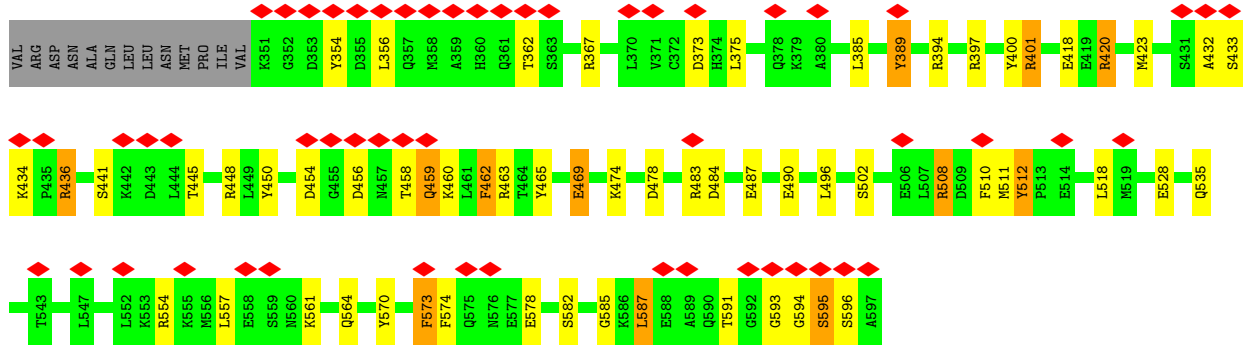 VAL ARG ASP ASN ALA GLN LEU LEU ASN MET PRO ILE VAL K351 G352 D353 Y354 D355 L356 Q357 M358 A359 H360 Q361 T362 S363 R367 L370 V371 C372 D373 H374 L375 Q378 K379 A380 L385 Y389 R394 R397 Y400 R401 E418 E419 R420 M423 S431 A432 S433
K434 P435 R436 S441 K442 D443 L444 T445 R448 L449 Y450 D454 G455 D456 N457 T458 Q459 K460 L461 F462 R463 T464 Y465 E469 K474 D478 R483 D484 E487 E490 L496 S502 E506 L507 R508 D509 F510 M511 Y512 P513 E514 L518 M519 E528 Q535
T543 L547 L552 K553 R554 K555 M556 L557 E558 S559 N560 K561 Q564 Y570 F573 F574 Q575 N576 E577 E578 S582 G585 K586 L587 E588 A589 Q590 T591 G592 G593 G594 S595 S596 A597